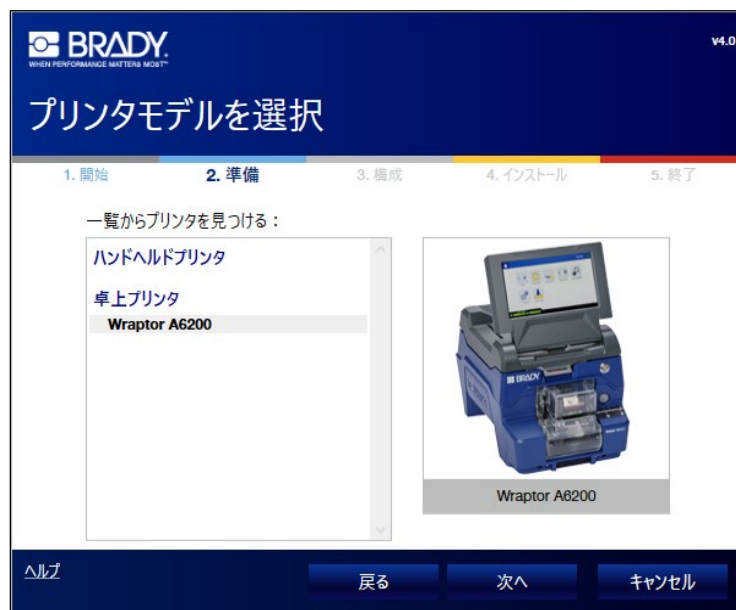 BRADY.
WHEN PERFORMANCE MATTERS MOST™
v4.0
プリンタモデルを選択
1. 開始
2. 準備
3. 構成
4. インストール
5. 終了
一覧からプリンタを見つける：
ハンドヘルドプリンタ
卓上プリンタ
Wraptor A6200
BRADY
Wraptor A6200
ヘルプ
戻る
次へ
キャンセル